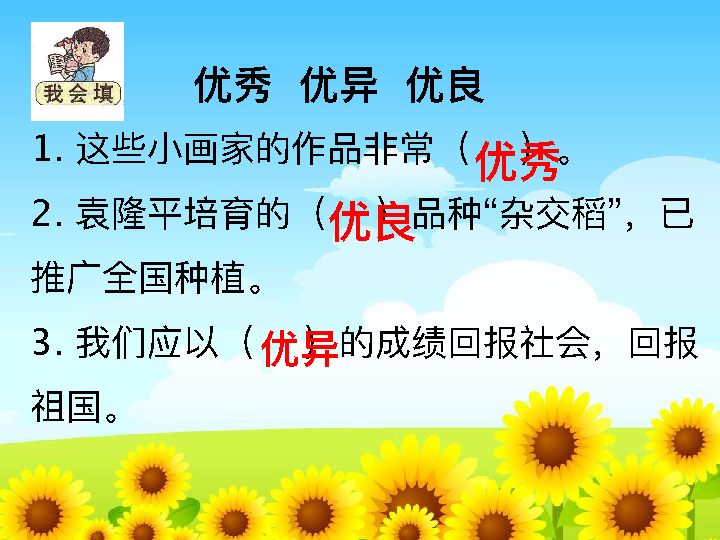 我会填
优秀 优异 优良
1. 这些小画家的作品非常（优秀）。
2. 袁隆平培育的（优良）品种“杂交稻”，已
推广全国种植。
3. 我们应以（优异）的成绩回报社会，回报
祖国。